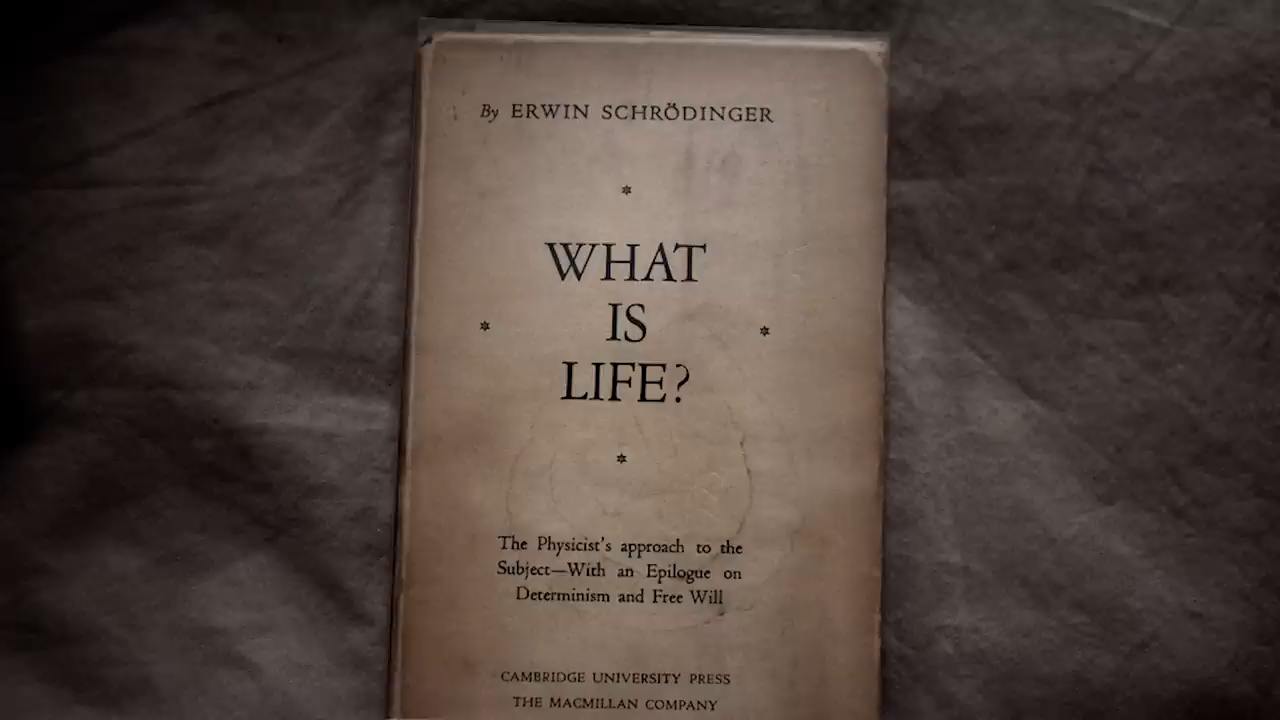 By ERWIN SCHRÖDINGER
WHAT
IS
LIFE?
The Physicist's approach to the
Subject—With an Epilogue on
Determinism and Free Will
CAMBRIDGE UNIVERSITY PRESS
THE MACMILLAN COMPANY